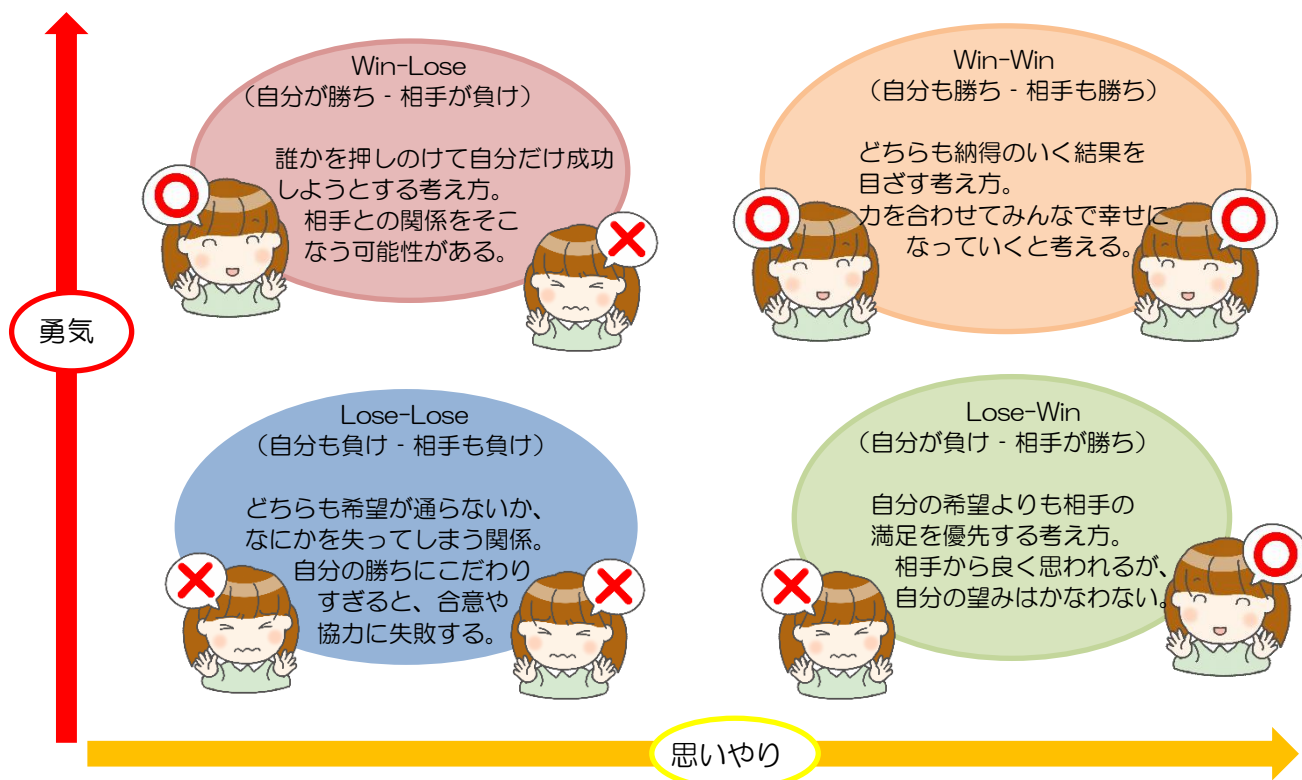 Win-Lose
（自分が勝ち - 相手が負け）
誰かを押しのけて自分だけ成功
しようとする考え方。
相手との関係をそこ
なう可能性がある。
Win-Win
（自分も勝ち - 相手も勝ち）
どちらも納得のいく結果を
目ざす考え方。
力を合わせてみんなで幸せに
なっていくと考える。
勇気
Lose-Lose
（自分も負け - 相手も負け）
どちらも希望が通らないか、
なにかを失ってしまう関係。
自分の勝ちにこだわり
すぎると、合意や
協力に失敗する。
Lose-Win
（自分が負け - 相手が勝ち）
自分の希望よりも相手の
満足を優先する考え方。
相手から良く思われるが、
自分の望みはかなわない。
思いやり